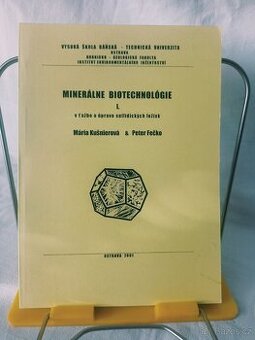 VYSOKÁ ŠKOLA BÁŇSKÁ - TECHNICKÁ UNIVERZITA
OSTRAVA
HORNICKO - GEOLOGICKÁ FAKULTA
INSTITUT ENVIRONMENTÁLNÍHO INŽENÝRSTVÍ
MINERÁLNE BIOTECHNOLÓGIE
I.
v ťažbe a úprave sulfidických ložísk
Mária Kušnierová & Peter Fečko
OSTRAVA 2001